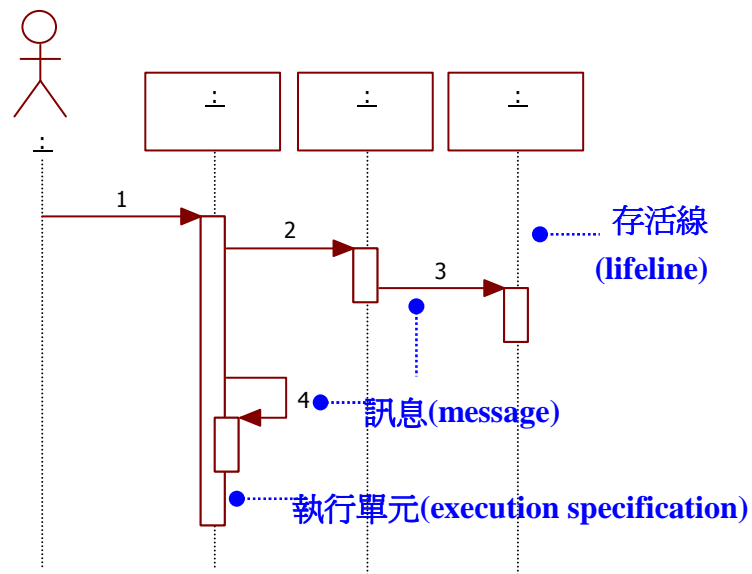 :
:
:
:
1
2
3
存活線
(lifeline)
4
訊息(message)
執行單元(execution specification)